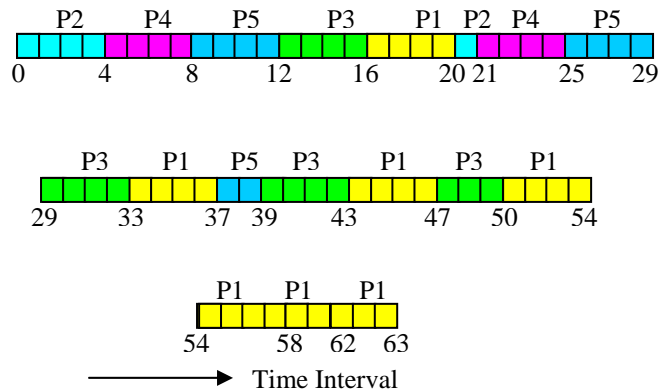 P2 P4 P5 P3 P1 P2 P4 P5
0 4 8 12 16 20 21 25 29
P3 P1 P5 P3 P1 P3 P1
29 33 37 39 43 47 50 54
P1 P1 P1
54 58 62 63
Time Interval